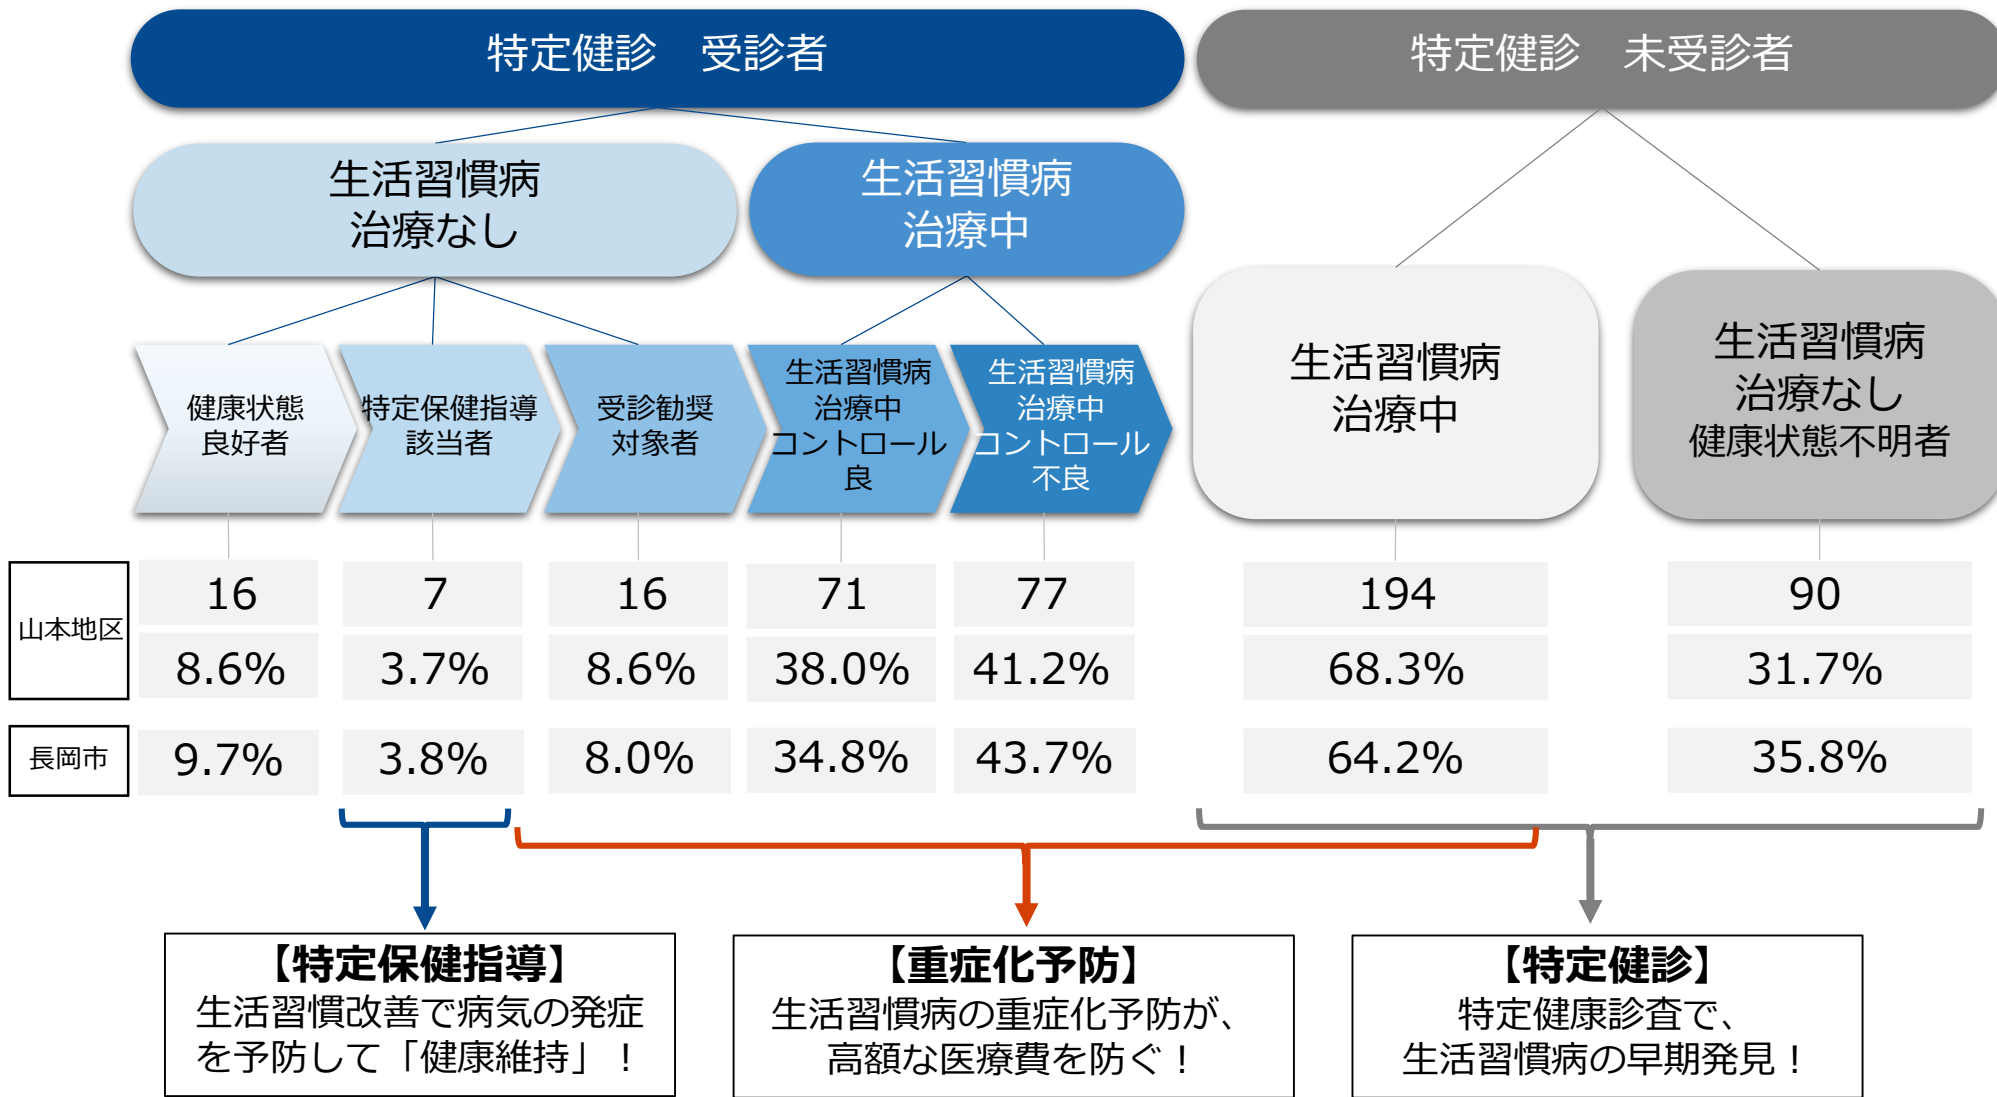 特定健診　受診者
特定健診　未受診者
生活習慣病
治療なし
生活習慣病
治療中
健康状態
良好者
特定保健指導
該当者
受診勧奨
対象者
生活習慣病
治療中
コントロール
良
生活習慣病
治療中
コントロール
不良
生活習慣病
治療中
生活習慣病
治療なし
健康状態不明者
山本地区
16
7
16
71
77
194
90
8.6%
3.7%
8.6%
38.0%
41.2%
68.3%
31.7%
長岡市
9.7%
3.8%
8.0%
34.8%
43.7%
64.2%
35.8%
【特定保健指導】
生活習慣改善で病気の発症
を予防して「健康維持」！
【重症化予防】
生活習慣病の重症化予防が、
高額な医療費を防ぐ！
【特定健診】
特定健康診査で、
生活習慣病の早期発見！